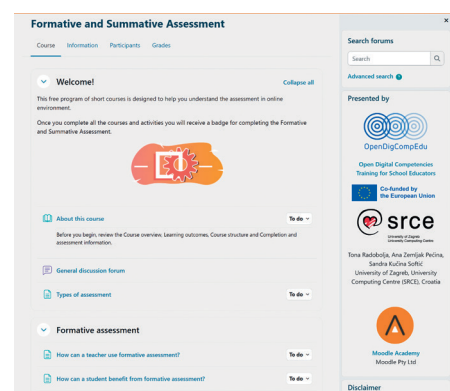 Formative and Summative Assessment
Course Information Participants Grades
Welcome!
Collapse all
This free program of short courses is designed to help you understand the assessment in online
environment.
Once you complete all the courses and activities you will receive a badge for completing the Formative
and Summative Assessment.
About this course
To do
Before you begin, review the Course overview, Learning outcomes, Course structure and Completion and
assessment information.
General discussion forum
Types of assessment
To do
Formative assessment
How can a teacher use formative assessment?
To do
How can a student benefit from formative assessment?
To do
Search forums
Search
Advanced search
Presented by
OpenDigCompEdu
Open Digital Competencies
Training for School Educators
Co-funded by
the European Union
srce
University of Zagreb
University Computing Centre
Tona Radobolja, Ana Zemljak Pećina,
Sandra Kučina Softić
University of Zagreb, University
Computing Centre (SRCE), Croatia
Moodle Academy
Moodle Pty Ltd
Disclaimer